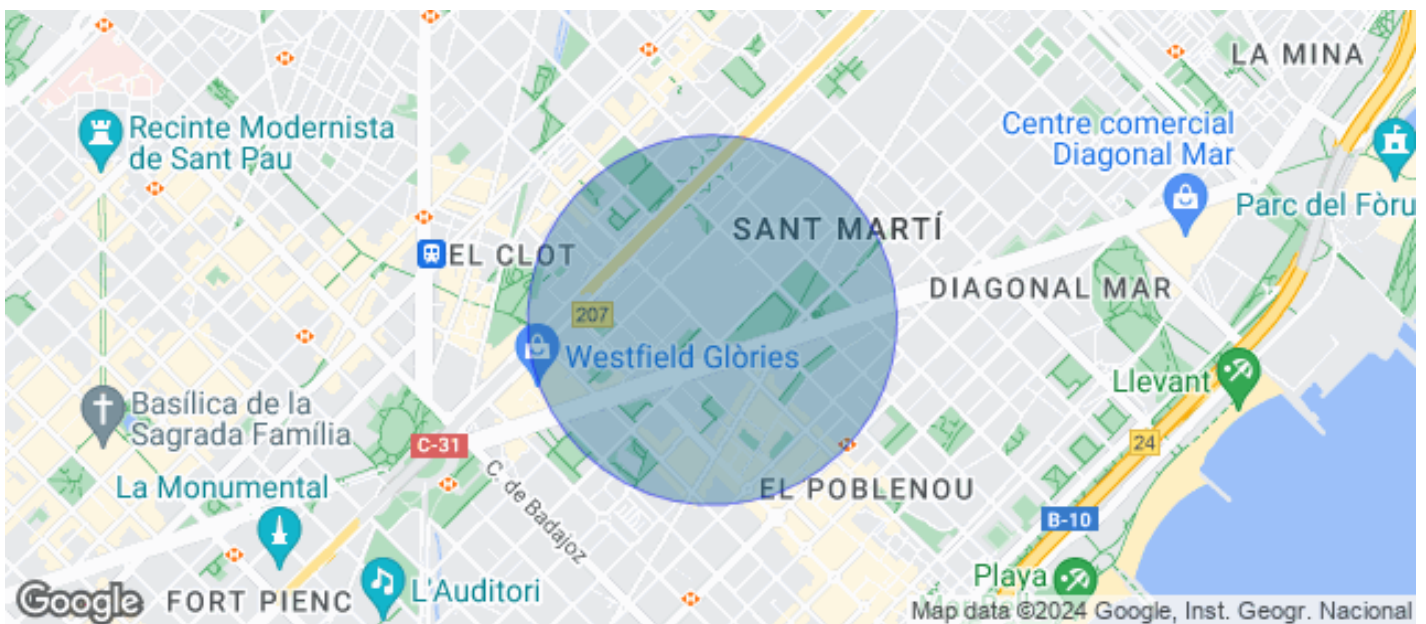 LA MINA
Recinte Modernista
de Sant Pau
Centre comercial
Diagonal Mar
Parc del Fòru
SANT MARTÍ
EL CLOT
DIAGONAL MAR
207
Westfield Glòries
Llevant
Basílica de la
Sagrada Família
C-31
24
La Monumental
C. de Badajoz
EL POBLENOU
B-10
Playa
L'Auditori
FORT PIENC
Google
Map data ©2024 Google, Inst. Geogr. Nacional